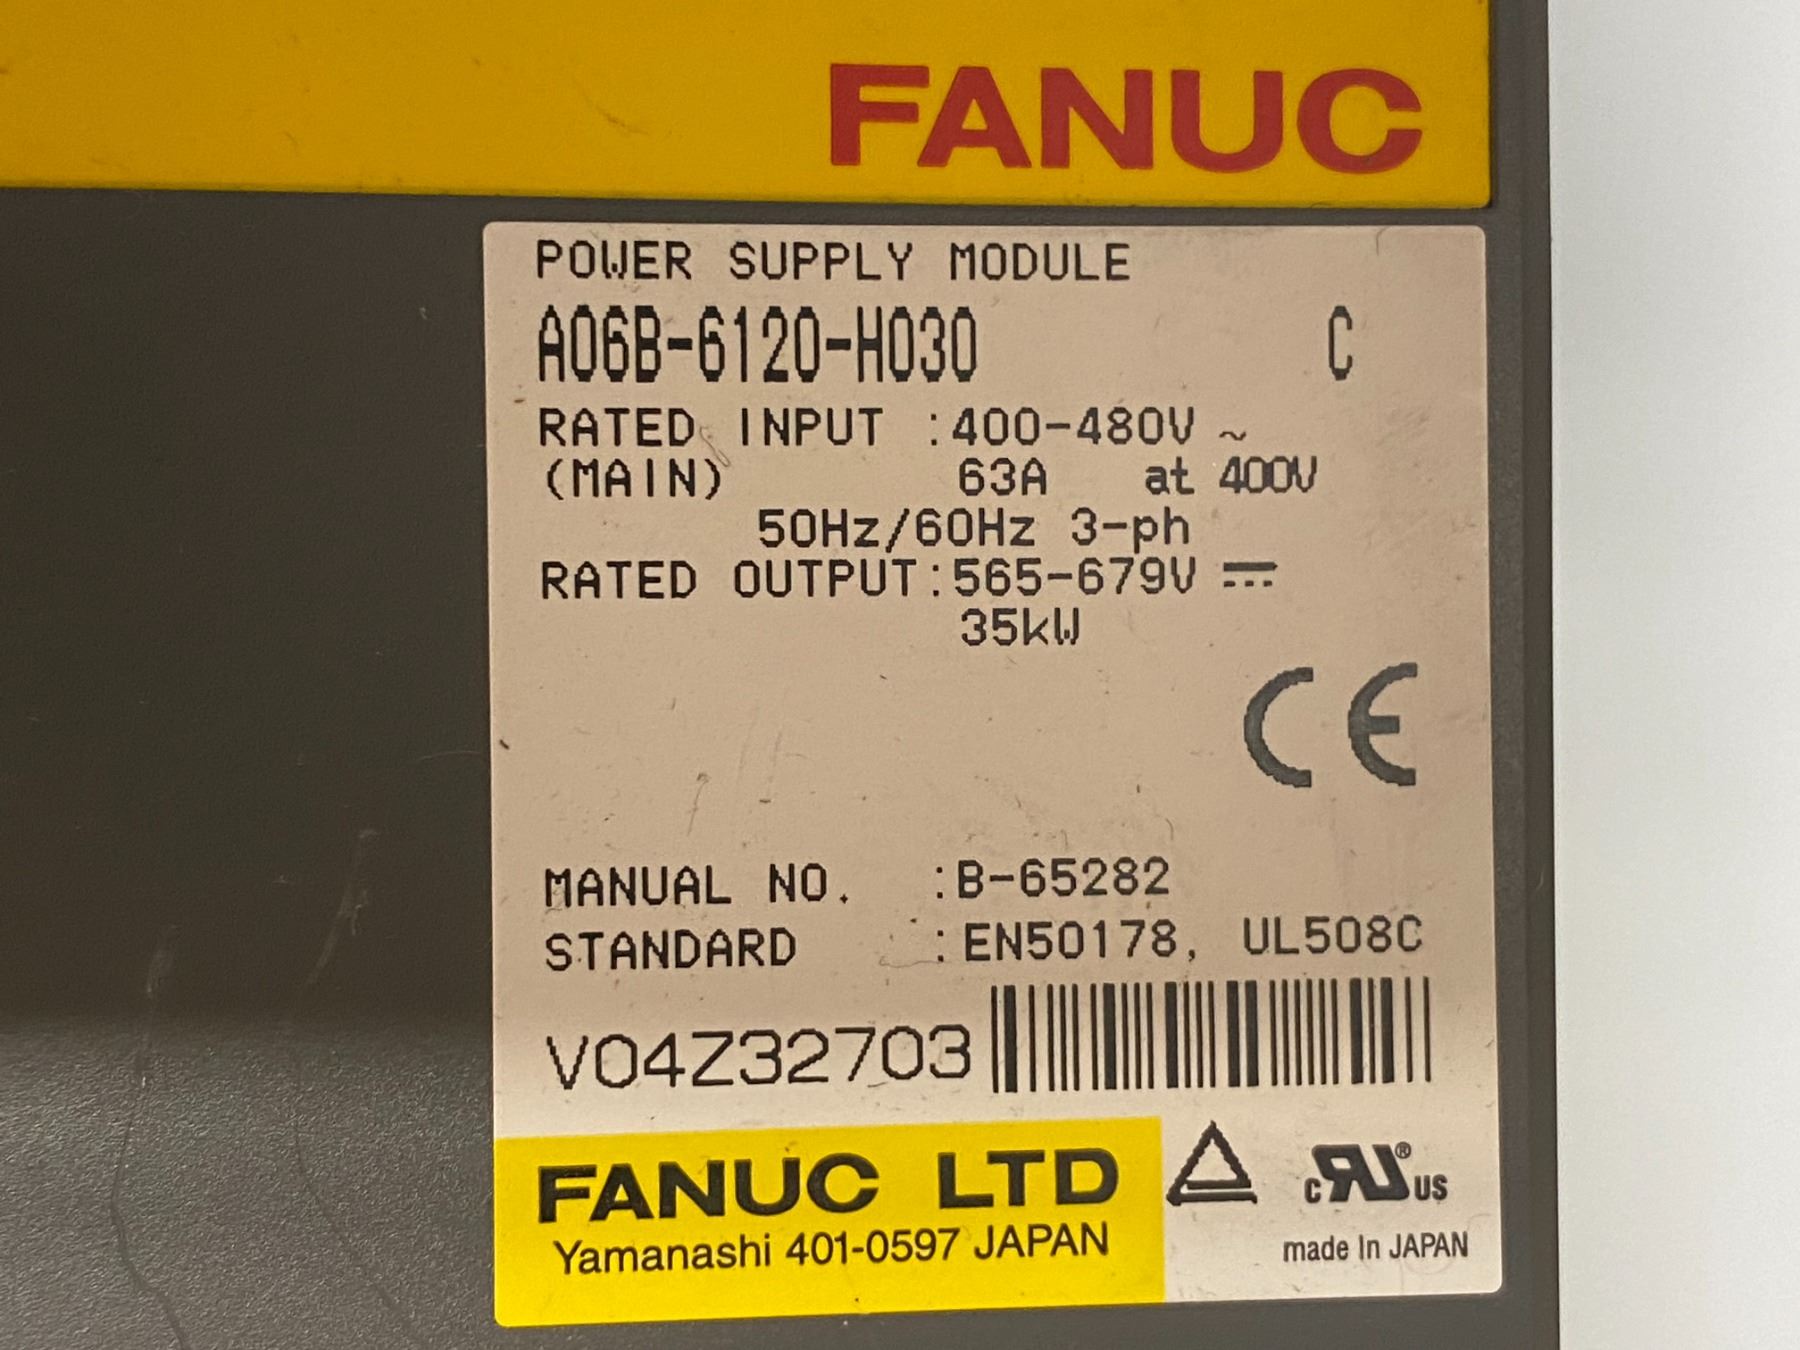 FANUC
POWER SUPPLY MODULE
A06B-6120-H030 C
RATED INPUT :400-480V ~
(MAIN) 63A at 400V
50Hz/60Hz 3-ph
RATED OUTPUT:565-679V ⎓
35kW
CE
MANUAL NO. :B-65282
STANDARD :EN50178, UL508C
V04Z32703
FANUC LTD
Yamanashi 401-0597 JAPAN
c RU® US
made In JAPAN